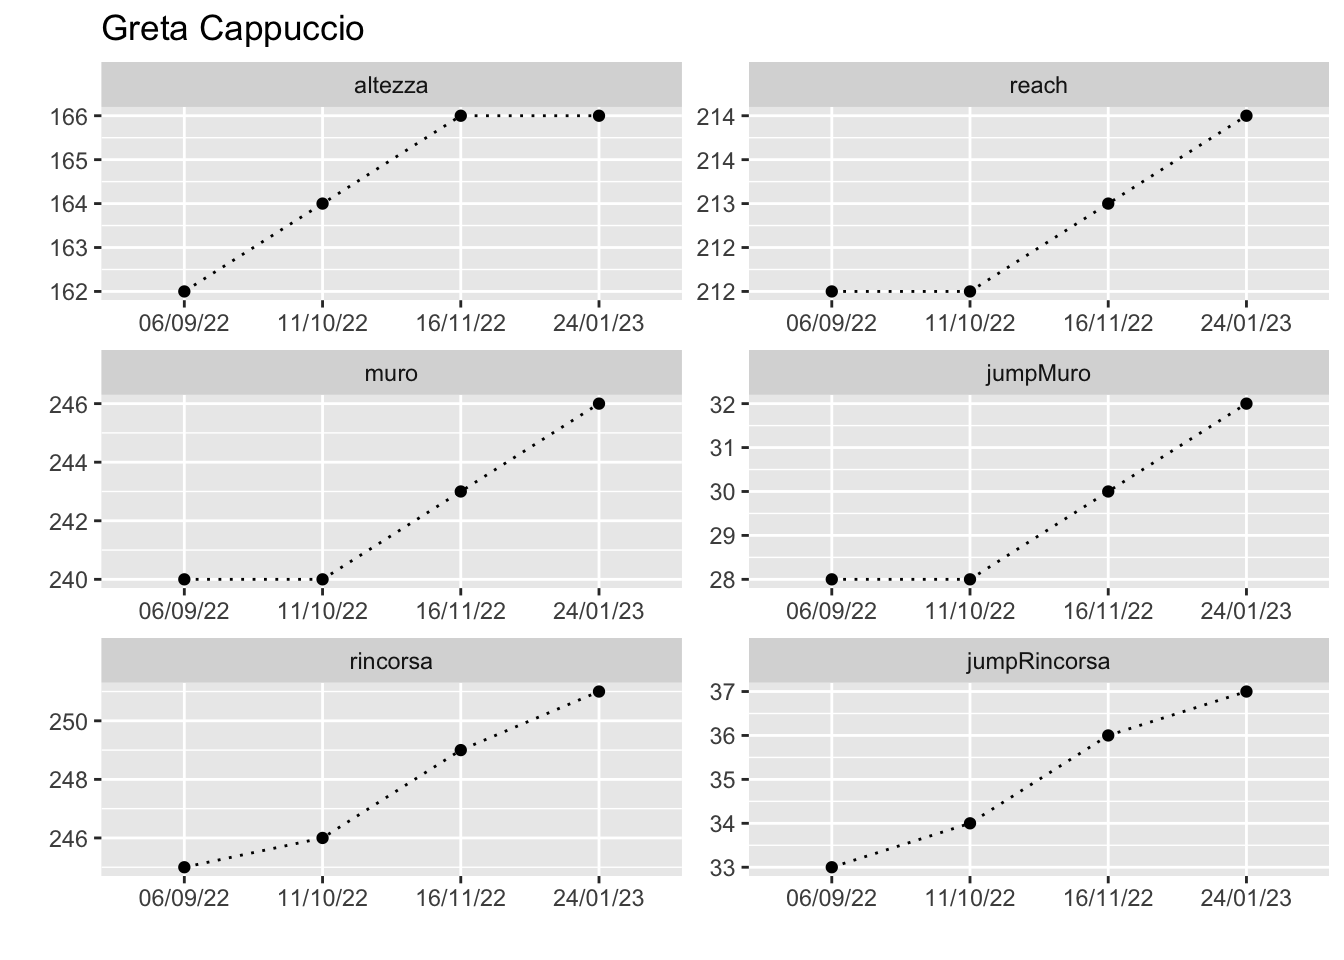 Greta Cappuccio
altezza
166
165
164
163
162
06/09/22 11/10/22 16/11/22 24/01/23
reach
214
214
213
212
212
06/09/22 11/10/22 16/11/22 24/01/23
muro
246
244
242
240
06/09/22 11/10/22 16/11/22 24/01/23
jumpMuro
32
31
30
29
28
06/09/22 11/10/22 16/11/22 24/01/23
rincorsa
250
248
246
06/09/22 11/10/22 16/11/22 24/01/23
jumpRincorsa
37
36
35
34
33
06/09/22 11/10/22 16/11/22 24/01/23